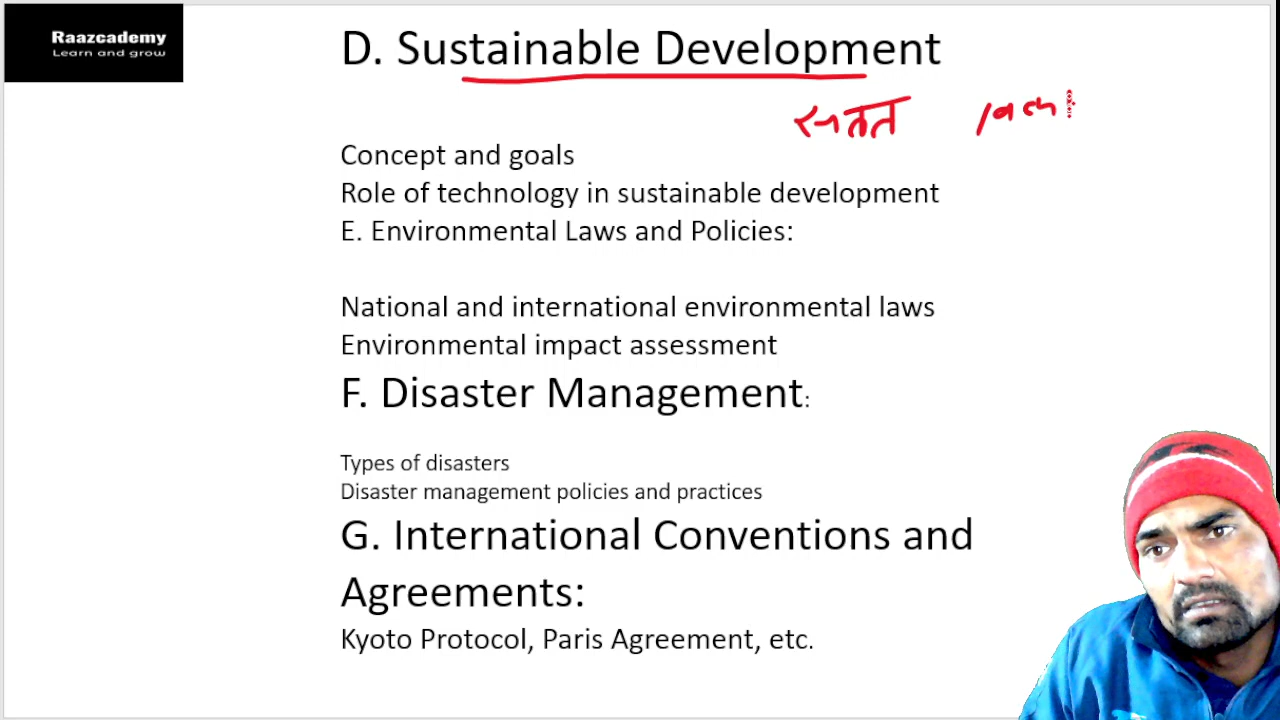 Raazcademy
Learn and grow
D. Sustainable Development
सतत
Concept and goals
Role of technology in sustainable development
E. Environmental Laws and Policies:
National and international environmental laws
Environmental impact assessment
F. Disaster Management:
Types of disasters
Disaster management policies and practices
G. International Conventions and
Agreements:
Kyoto Protocol, Paris Agreement, etc.